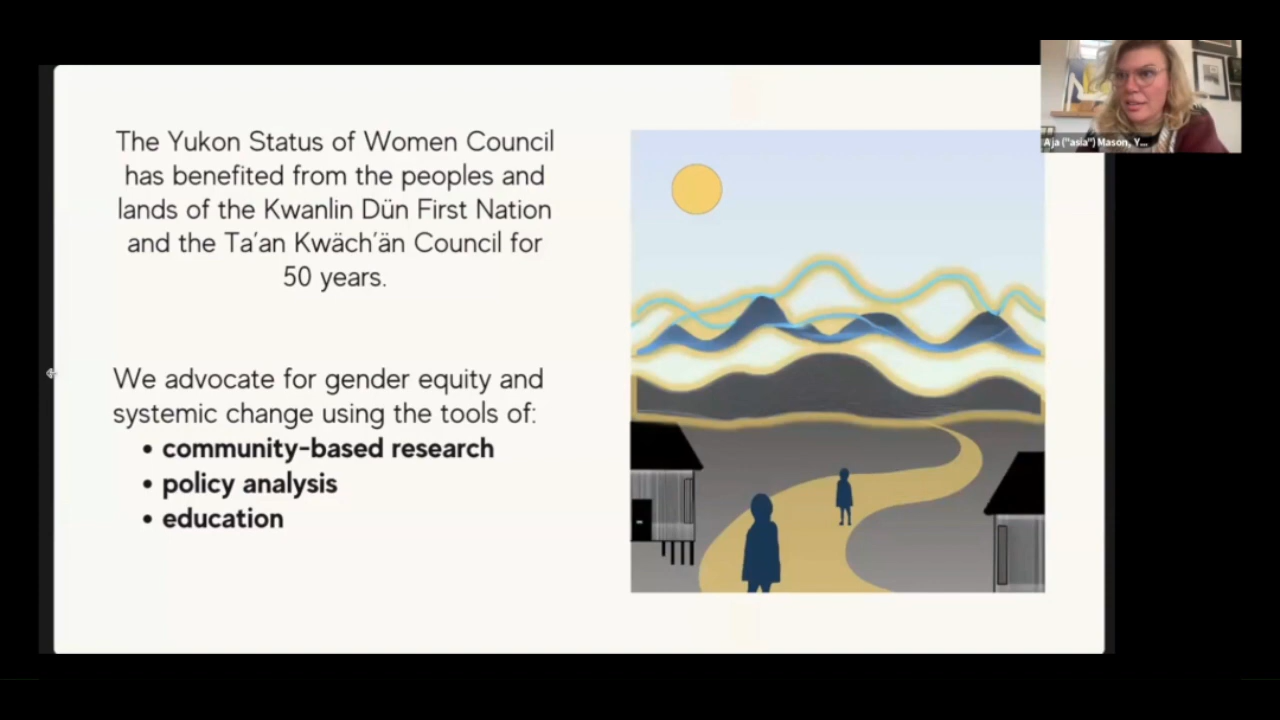 The Yukon Status of Women Council
has benefited from the peoples and
lands of the Kwanlin Dün First Nation
and the Ta'an Kwäch'än Council for
50 years.
We advocate for gender equity and
systemic change using the tools of:
• community-based research
• policy analysis
• education
Aja ("asia") Mason, Y...